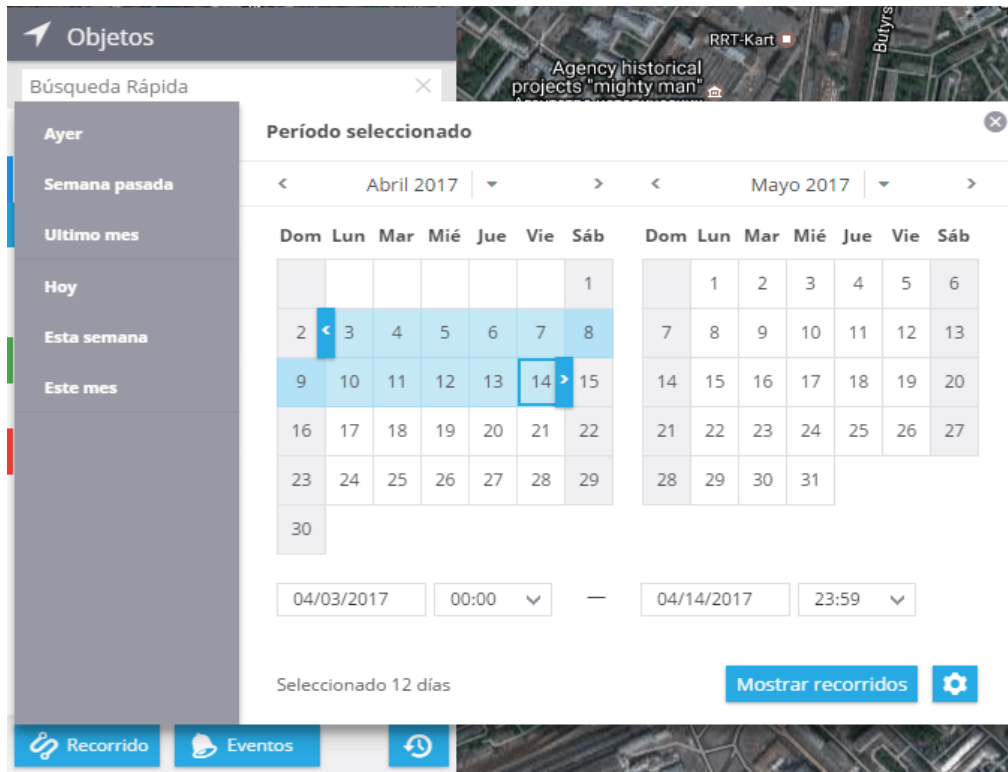 Objetos
RRT-Kart
Butyrs
Agency historical
projects "mighty man"
Búsqueda Rápida
Ayer
Semana pasada
Ultimo mes
Hoy
Esta semana
Este mes
Período seleccionado
Abril 2017
Mayo 2017
Dom Lun Mar Mié Jue Vie Sáb
1
2 3 4 5 6 7 8
9 10 11 12 13 14 15
16 17 18 19 20 21 22
23 24 25 26 27 28 29
30
Dom Lun Mar Mié Jue Vie Sáb
1 2 3 4 5 6
7 8 9 10 11 12 13
14 15 16 17 18 19 20
21 22 23 24 25 26 27
28 29 30 31
04/03/2017 00:00 — 04/14/2017 23:59
Seleccionado 12 días
Mostrar recorridos
Recorrido
Eventos